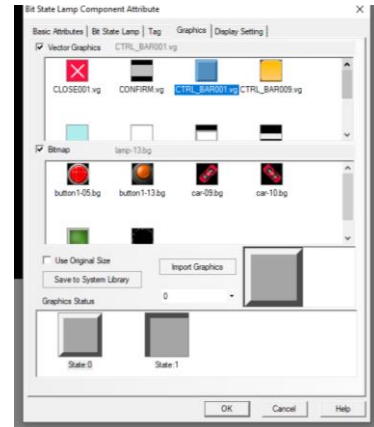 Bit State Lamp Component Attribute
Basic Attributes Bit State Lamp Tag Graphics Display Setting
Vector Graphics CTRL_BAR001.vg
CLOSE001.vg CONFIRM.vg CTRL_BAR001.vg CTRL_BAR009.vg
Bitmap lamp-13.bg
button1-05.bg button1-13.bg car-09.bg car-10.bg
Use Original Size
Import Graphics
Save to System Library
Graphics Status 0
State:0 State:1
OK Cancel Help